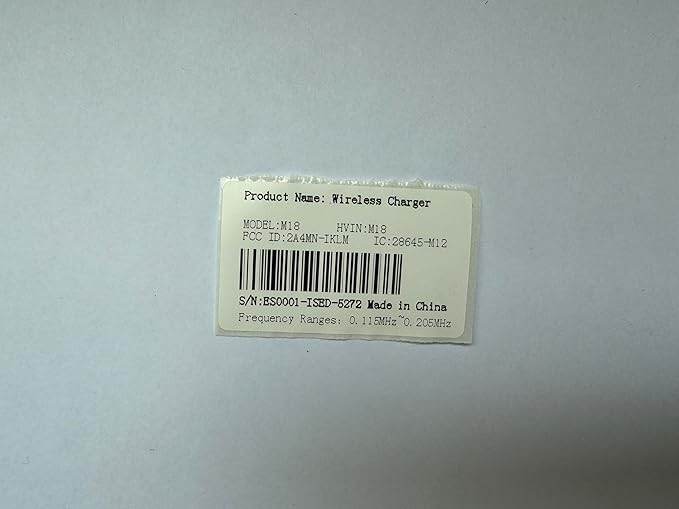 Product Name: Wireless Charger
MODEL:M18 HVIN:M18
FCC ID:2A4MN-IKLM IC:28645-M12
S/N:ES0001-ISED-5272 Made in China
Frequency Ranges: 0.115MHz~0.205MHz